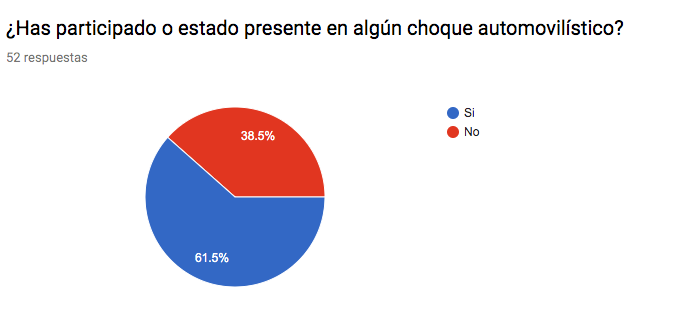 ¿Has participado o estado presente en algún choque automovilístico?
52 respuestas
38.5%
61.5%
Si
No